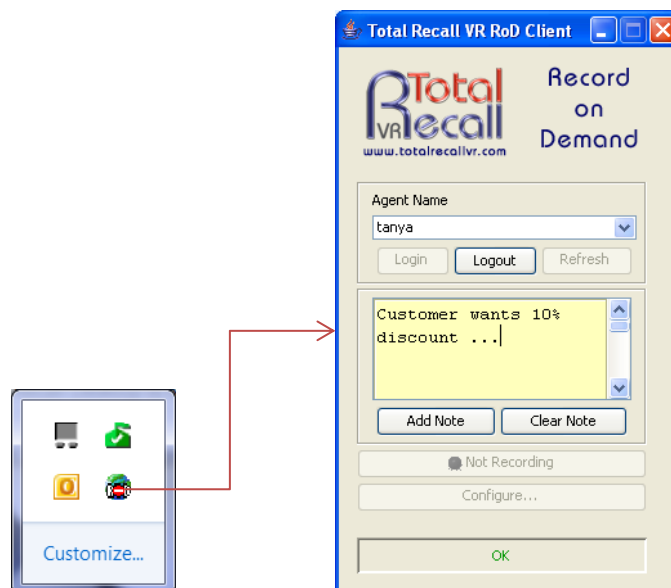 Total Recall VR RoD Client
Total
VR Recall
www.totalrecallvr.com
Record
on
Demand
Agent Name
tanya
Login Logout Refresh
Customer wants 10%
discount ...
Add Note Clear Note
Not Recording
Configure...
OK
Customize...